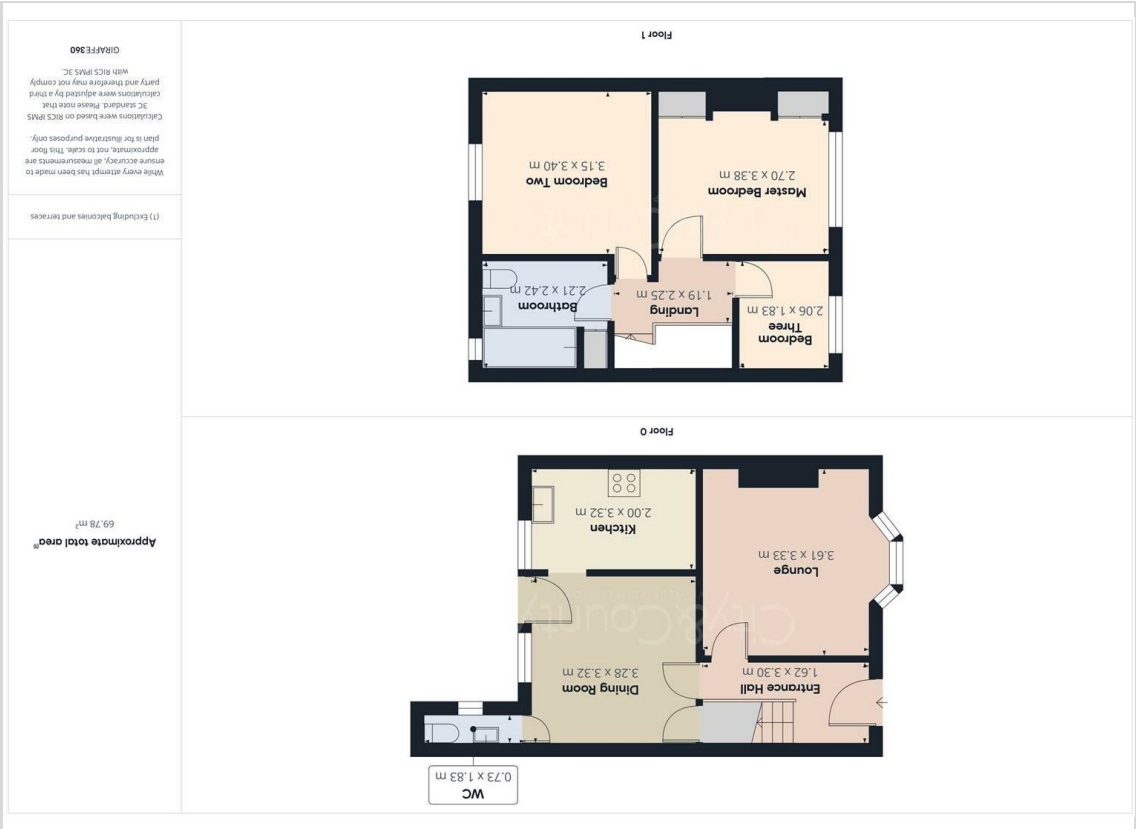 Floor 0
WC
0.73 x 1.83 m
Entrance Hall
1.62 x 3.30 m
Dining Room
3.28 x 3.32 m
City&County
Lounge
3.61 x 3.33 m
Kitchen
2.00 x 3.32 m
Floor 1
Bedroom
Three
2.06 x 1.83 m
Landing
1.19 x 2.25 m
Bathroom
2.21 x 2.42 m
Master Bedroom
2.70 x 3.38 m
Bedroom Two
3.15 x 3.40 m
Approximate total area(1)
69.78 m²
(1) Excluding balconies and terraces
While every attempt has been made to
ensure accuracy, all measurements are
approximate, not to scale. This floor
plan is for illustrative purposes only.
Calculations were based on RICS IPMS
3C standard. Please note that
calculations were adjusted by a third
party and therefore may not comply
with RICS IPMS 3C.
GIRAFFE360